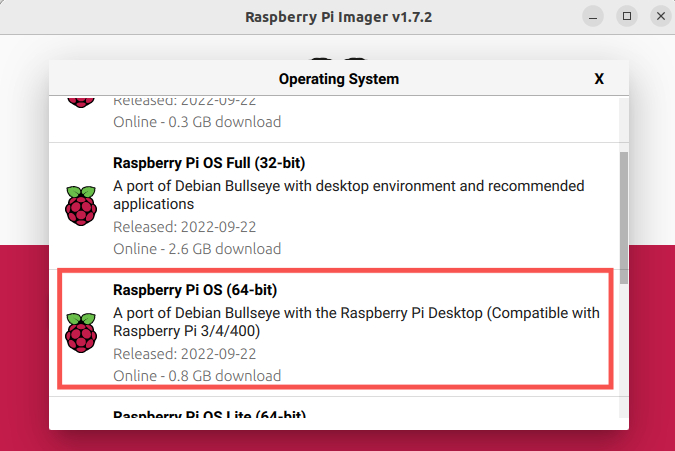 Raspberry Pi Imager v1.7.2
Operating System
X
Released: 2022-09-22
Online - 0.3 GB download
Raspberry Pi OS Full (32-bit)
A port of Debian Bullseye with desktop environment and recommended
applications
Released: 2022-09-22
Online - 2.6 GB download
Raspberry Pi OS (64-bit)
A port of Debian Bullseye with the Raspberry Pi Desktop (Compatible with
Raspberry Pi 3/4/400)
Released: 2022-09-22
Online - 0.8 GB download
Raspberry Pi OS Lite (64-bit)